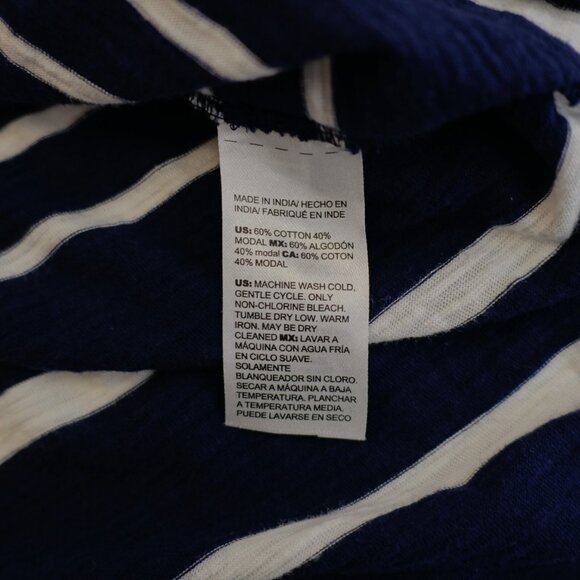 MADE IN INDIA/ HECHO EN
INDIA/ FABRIQUÉ EN INDE
US: 60% COTTON 40%
MODAL MX: 60% ALGODÓN
40% modal CA: 60% COTON
40% MODAL
US: MACHINE WASH COLD,
GENTLE CYCLE. ONLY
NON-CHLORINE BLEACH.
TUMBLE DRY LOW. WARM
IRON. MAY BE DRY
CLEANED MX: LAVAR A
MÁQUINA CON AGUA FRÍA
EN CICLO SUAVE.
SOLAMENTE
BLANQUEADOR SIN CLORO.
SECAR A MÁQUINA A BAJA
TEMPERATURA. PLANCHAR
A TEMPERATURA MEDIA.
PUEDE LAVARSE EN SECO